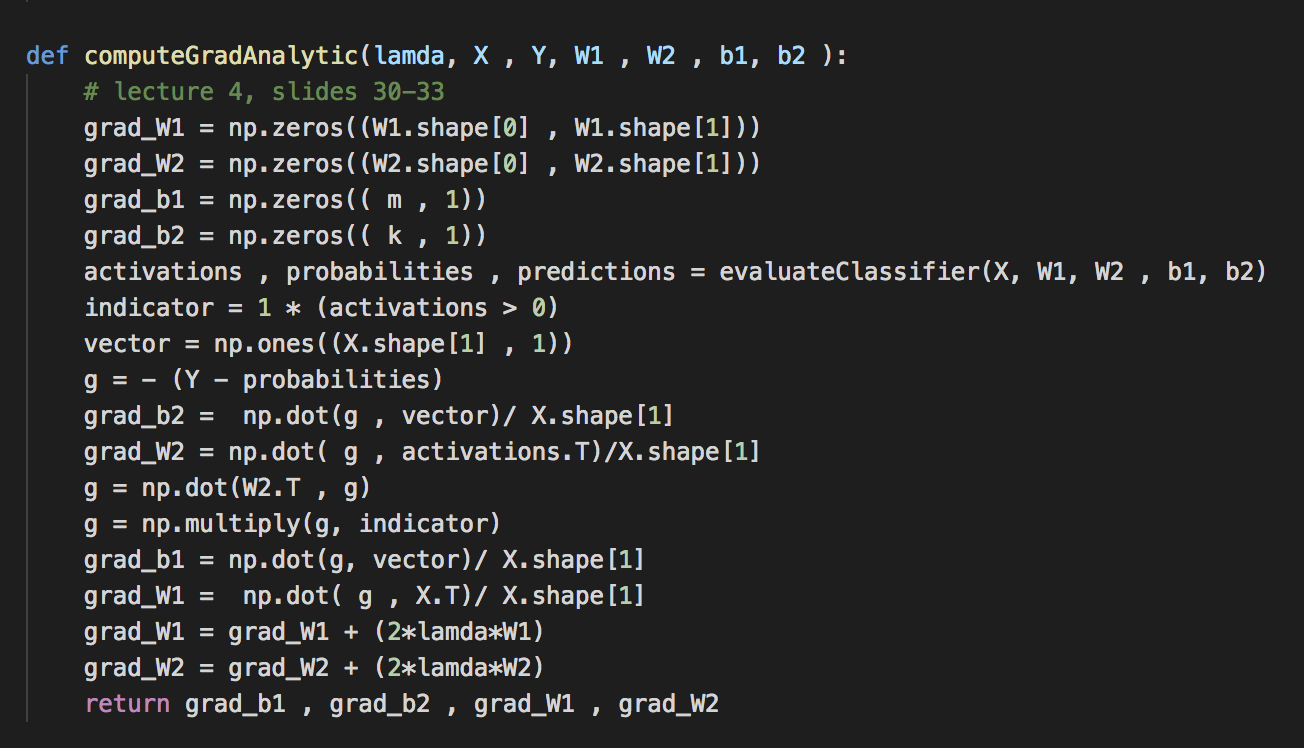 def computeGradAnalytic(lamda, X , Y, W1 , W2 , b1, b2 ):
    # lecture 4, slides 30-33
    grad_W1 = np.zeros((W1.shape[0] , W1.shape[1]))
    grad_W2 = np.zeros((W2.shape[0] , W2.shape[1]))
    grad_b1 = np.zeros(( m , 1))
    grad_b2 = np.zeros(( k , 1))
    activations , probabilities , predictions = evaluateClassifier(X, W1, W2 , b1, b2)
    indicator = 1 * (activations > 0)
    vector = np.ones((X.shape[1] , 1))
    g = - (Y - probabilities)
    grad_b2 =  np.dot(g , vector)/ X.shape[1]
    grad_W2 = np.dot( g , activations.T)/X.shape[1]
    g = np.dot(W2.T , g)
    g = np.multiply(g, indicator)
    grad_b1 = np.dot(g, vector)/ X.shape[1]
    grad_W1 =  np.dot( g , X.T)/ X.shape[1]
    grad_W1 = grad_W1 + (2*lamda*W1)
    grad_W2 = grad_W2 + (2*lamda*W2)
    return grad_b1 , grad_b2 , grad_W1 , grad_W2